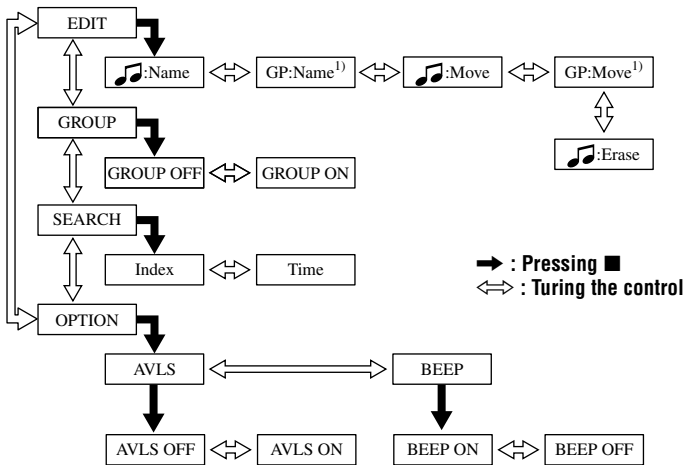 EDIT
♫:Name
GP:Name1)
♫:Move
GP:Move1)
GROUP
♫:Erase
GROUP OFF
GROUP ON
SEARCH
Index
Time
➡ : Pressing ■
⇔ : Turing the control
OPTION
AVLS
BEEP
AVLS OFF
AVLS ON
BEEP ON
BEEP OFF